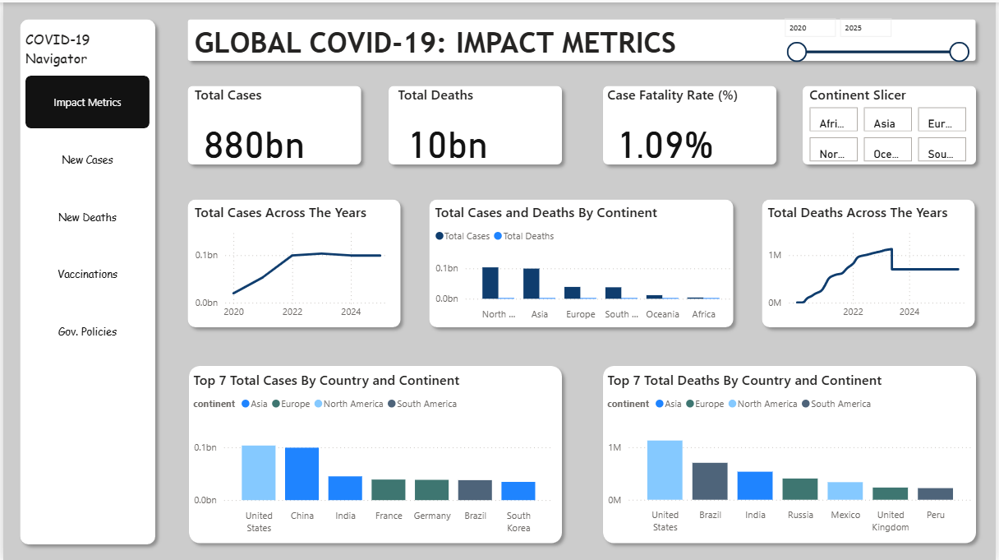 COVID-19
Navigator
Impact Metrics
New Cases
New Deaths
Vaccinations
Gov. Policies
GLOBAL COVID-19: IMPACT METRICS
2020 2025
Total Cases
880bn
Total Deaths
10bn
Case Fatality Rate (%)
1.09%
Continent Slicer
Afri... Asia Eur...
Nor... Oce... Sou...
Total Cases Across The Years
0.1bn
0.0bn
2020 2022 2024
Total Cases and Deaths By Continent
Total Cases Total Deaths
0.1bn
0.0bn
North ... Asia Europe South ... Oceania Africa
Total Deaths Across The Years
1M
0M
2022 2024
Top 7 Total Cases By Country and Continent
continent Asia Europe North America South America
0.1bn
0.0bn
United States China India France Germany Brazil South Korea
Top 7 Total Deaths By Country and Continent
continent Asia Europe North America South America
1M
0M
United States Brazil India Russia Mexico United Kingdom Peru